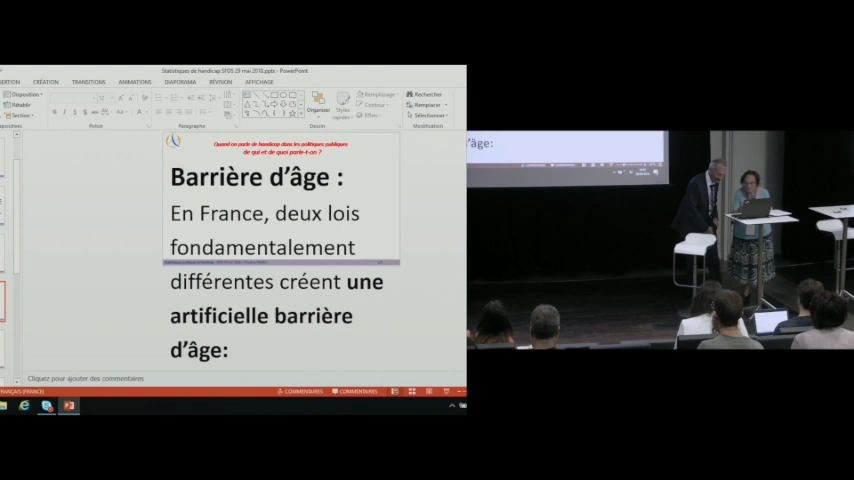 Statistiques de handicap SFDS 29 mai 2018.pptx - PowerPoint
CRÉATION
TRANSITIONS
ANIMATIONS
DIAPORAMA
RÉVISION
AFFICHAGE
Disposition
Rétablir
Section
Police
Paragraphe
Organiser
Styles
rapides
Remplissage
Contour
Effets
Dessin
Rechercher
Remplacer
Sélectionner
Modification
Quand on parle de handicap dans les politiques publiques
de qui et de quoi parle-t-on ?
Barrière d’âge :
En France, deux lois
fondamentalement
différentes créent une
artificielle barrière
d’âge:
Cliquez pour ajouter des commentaires
FRANÇAIS (FRANCE)
COMMENTAIRES
COMMENTAIRES
'âge: